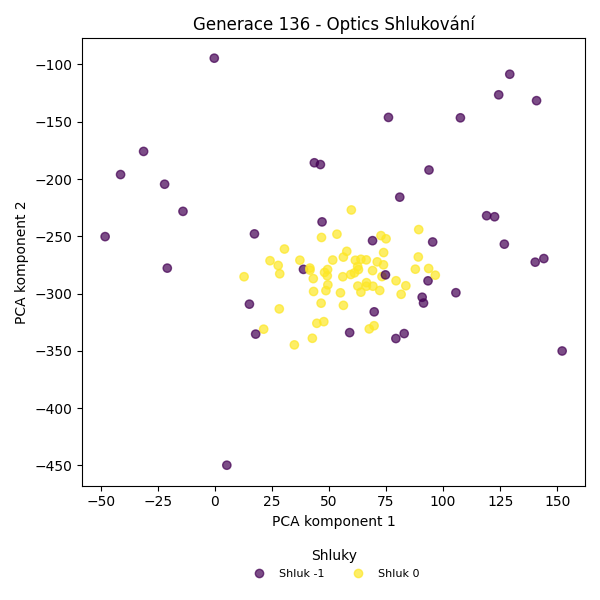 Generace 136 - Optics Shlukování
PCA komponent 2
−100
−150
−200
−250
−300
−350
−400
−450
−50 −25 0 25 50 75 100 125 150
PCA komponent 1
Shluky
Shluk -1 Shluk 0